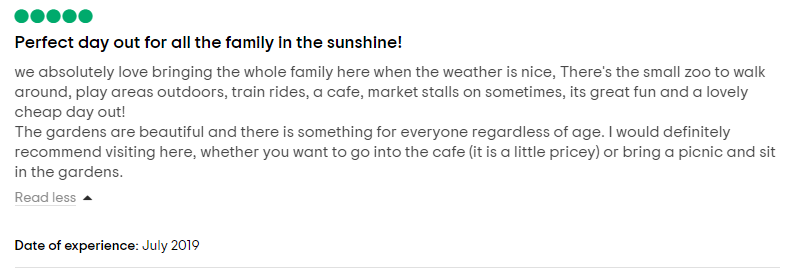 Perfect day out for all the family in the sunshine!
we absolutely love bringing the whole family here when the weather is nice, There's the small zoo to walk
around, play areas outdoors, train rides, a cafe, market stalls on sometimes, its great fun and a lovely
cheap day out!
The gardens are beautiful and there is something for everyone regardless of age. I would definitely
recommend visiting here, whether you want to go into the cafe (it is a little pricey) or bring a picnic and sit
in the gardens.
Read less
Date of experience: July 2019